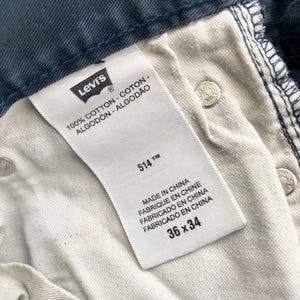 Levi's
100% COTTON - COTON -
ALGODÓN - ALGODÃO
514™
MADE IN CHINA
FABRIQUE EN CHINE
FABRICADO EN CHINA
FABRICADO NA CHINA
36 x 34